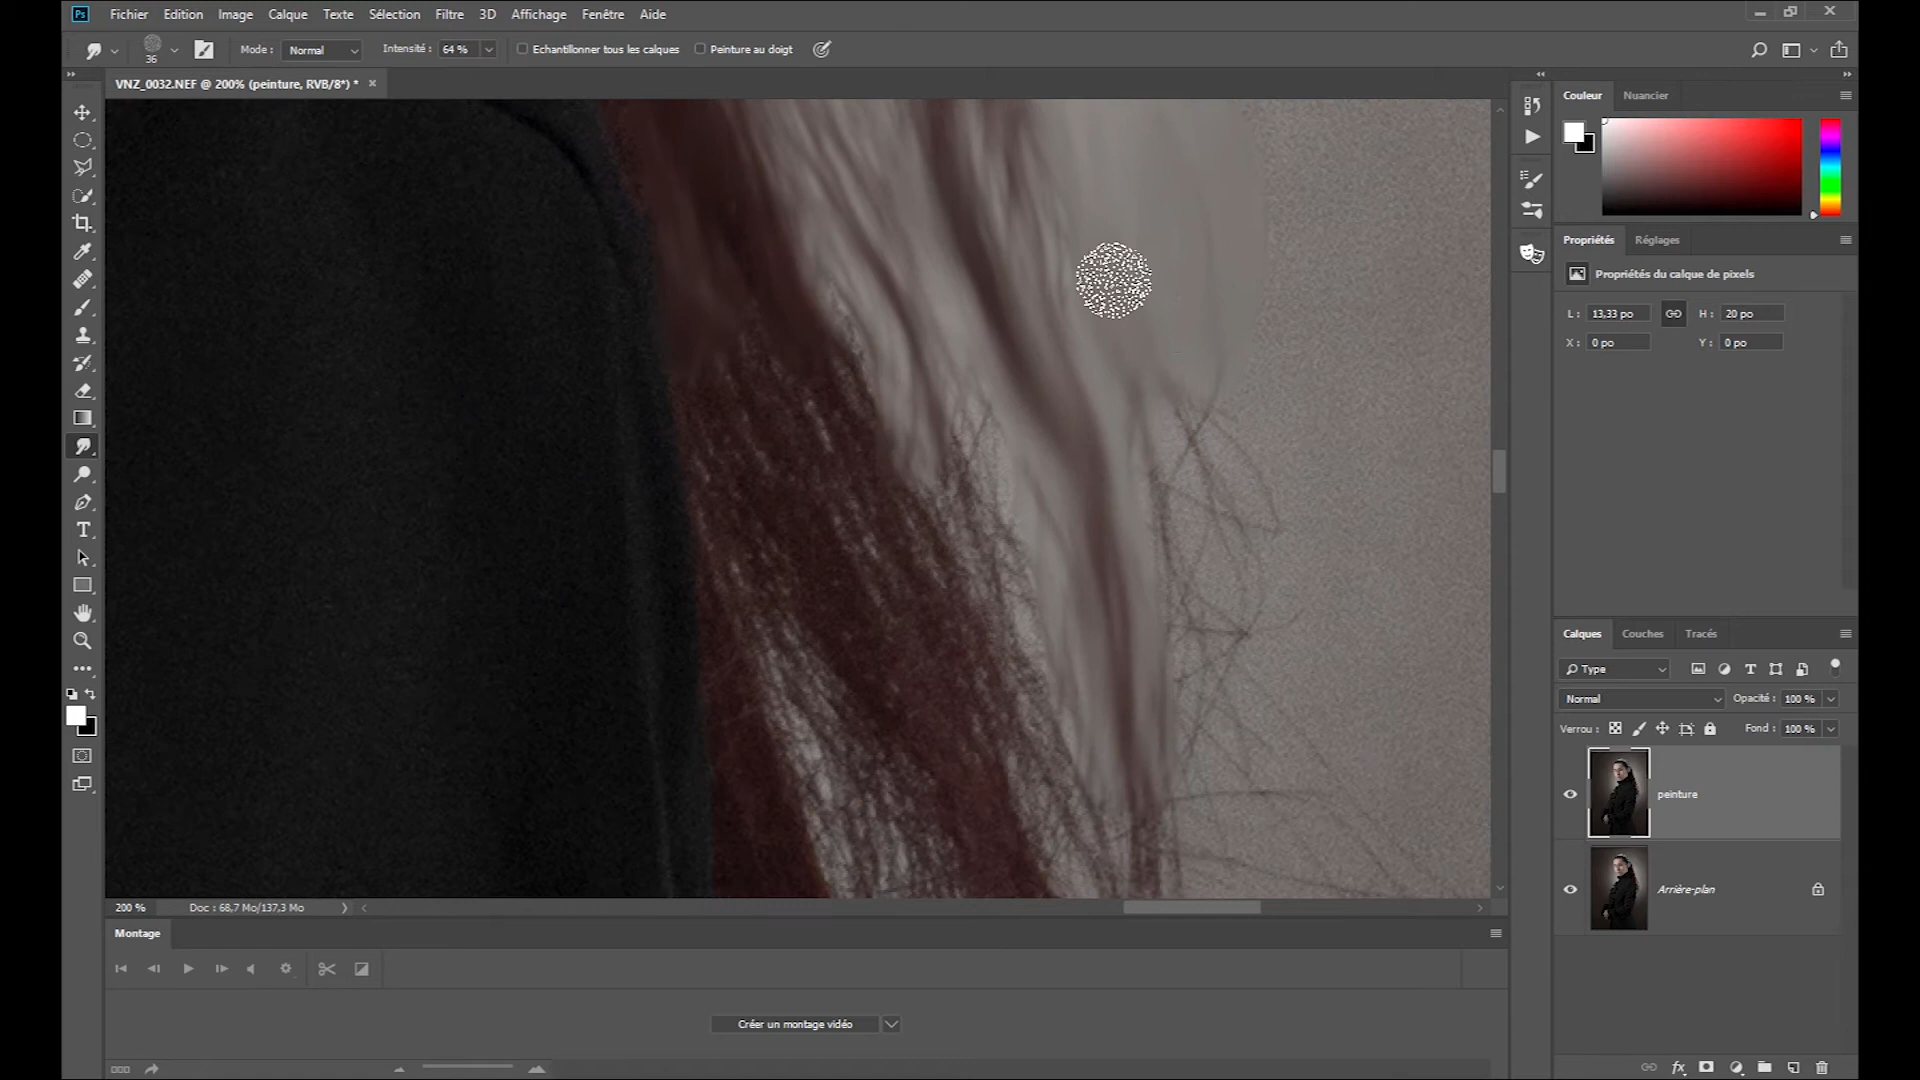 Ps Fichier Edition Image Calque Texte Sélection Filtre 3D Affichage Fenêtre Aide
36 Mode : Normal Intensité : 64 % Echantillonner tous les calques Peinture au doigt
VNZ_0032.NEF @ 200% (peinture, RVB/8*) * ×
Couleur Nuancier
Propriétés Réglages
Propriétés du calque de pixels
L : 13,33 po H : 20 po
X : 0 po Y : 0 po
Calques Couches Tracés
Type
Normal Opacité : 100 %
Verrou : Fond : 100 %
peinture
Arrière-plan
200 % Doc : 68,7 Mo/137,3 Mo
Montage
Créer un montage vidéo